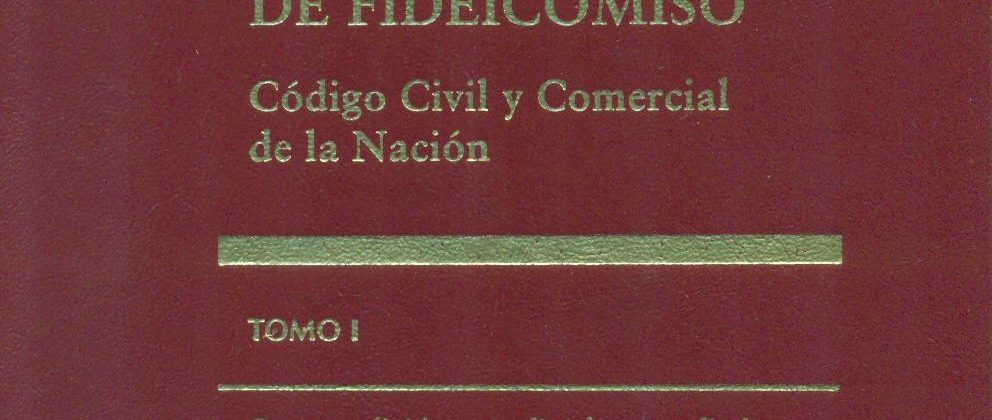 DE FIDEICOMISO
Código Civil y Comercial
de la Nación
TOMO I